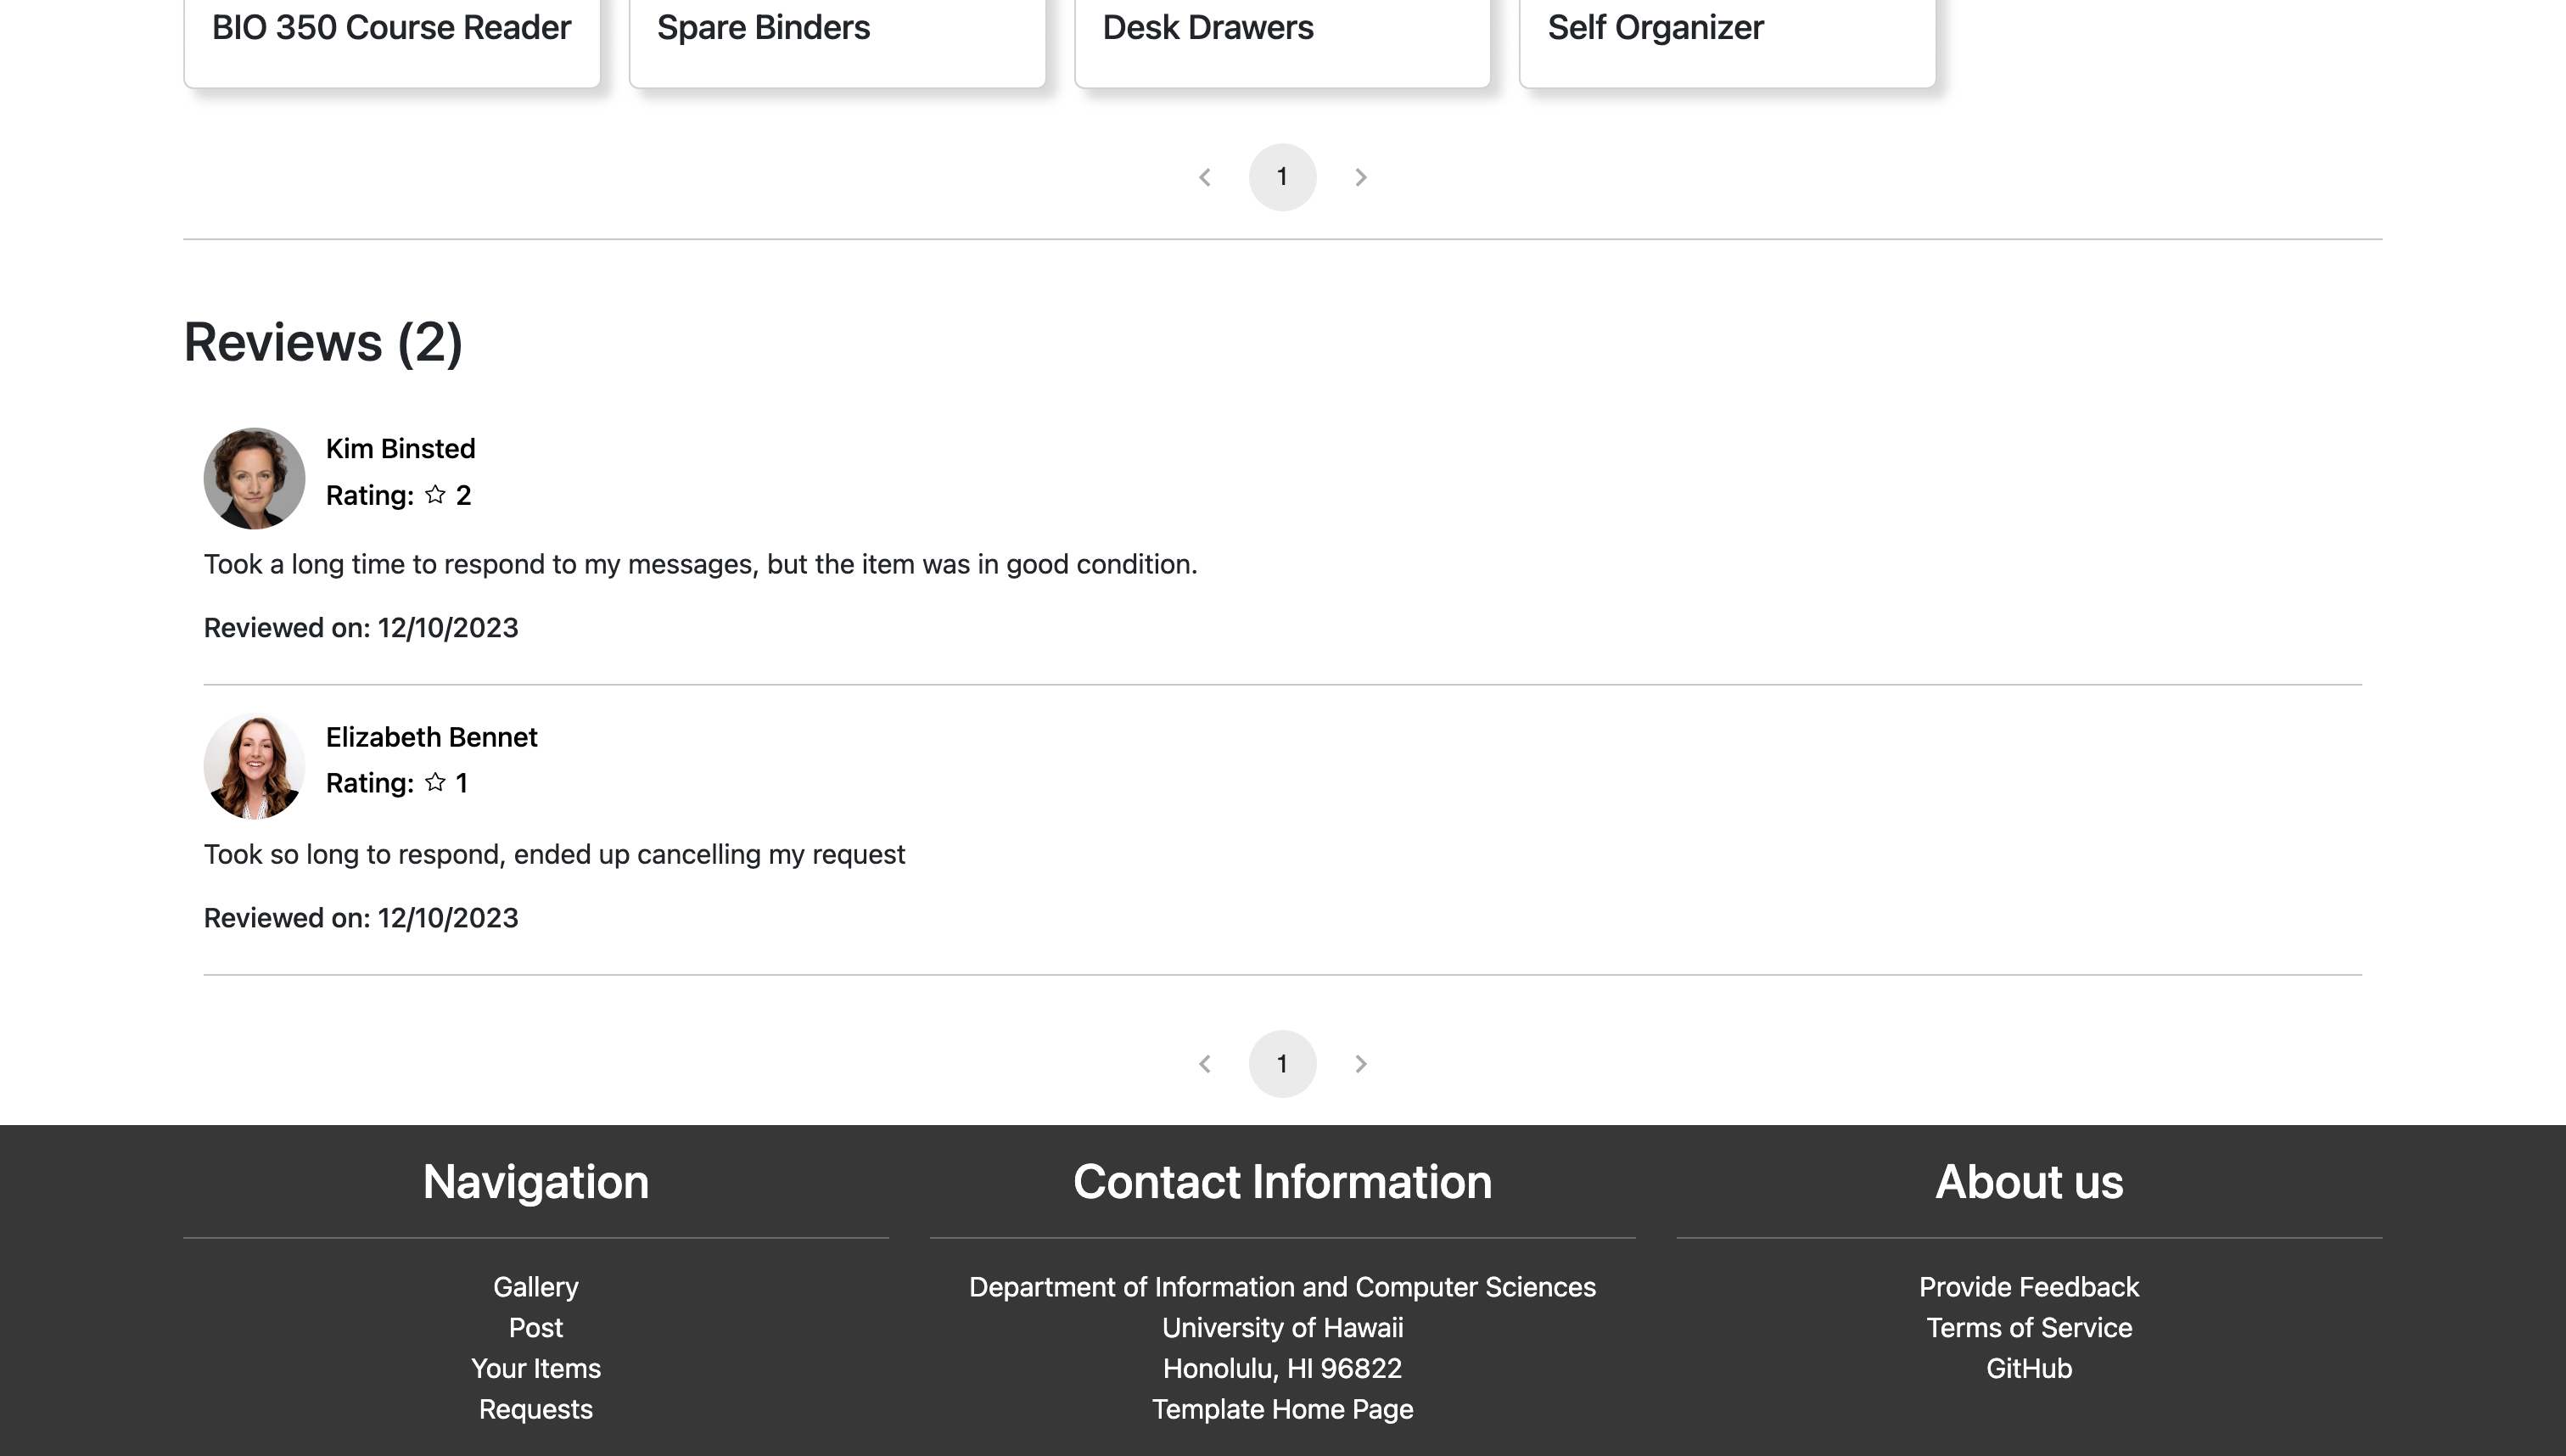 BIO 350 Course Reader
Spare Binders
Desk Drawers
Self Organizer
1
Reviews (2)
Kim Binsted
Rating: ☆ 2
Took a long time to respond to my messages, but the item was in good condition.
Reviewed on: 12/10/2023
Elizabeth Bennet
Rating: ☆ 1
Took so long to respond, ended up cancelling my request
Reviewed on: 12/10/2023
1
Navigation
Gallery
Post
Your Items
Requests
Contact Information
Department of Information and Computer Sciences
University of Hawaii
Honolulu, HI 96822
Template Home Page
About us
Provide Feedback
Terms of Service
GitHub